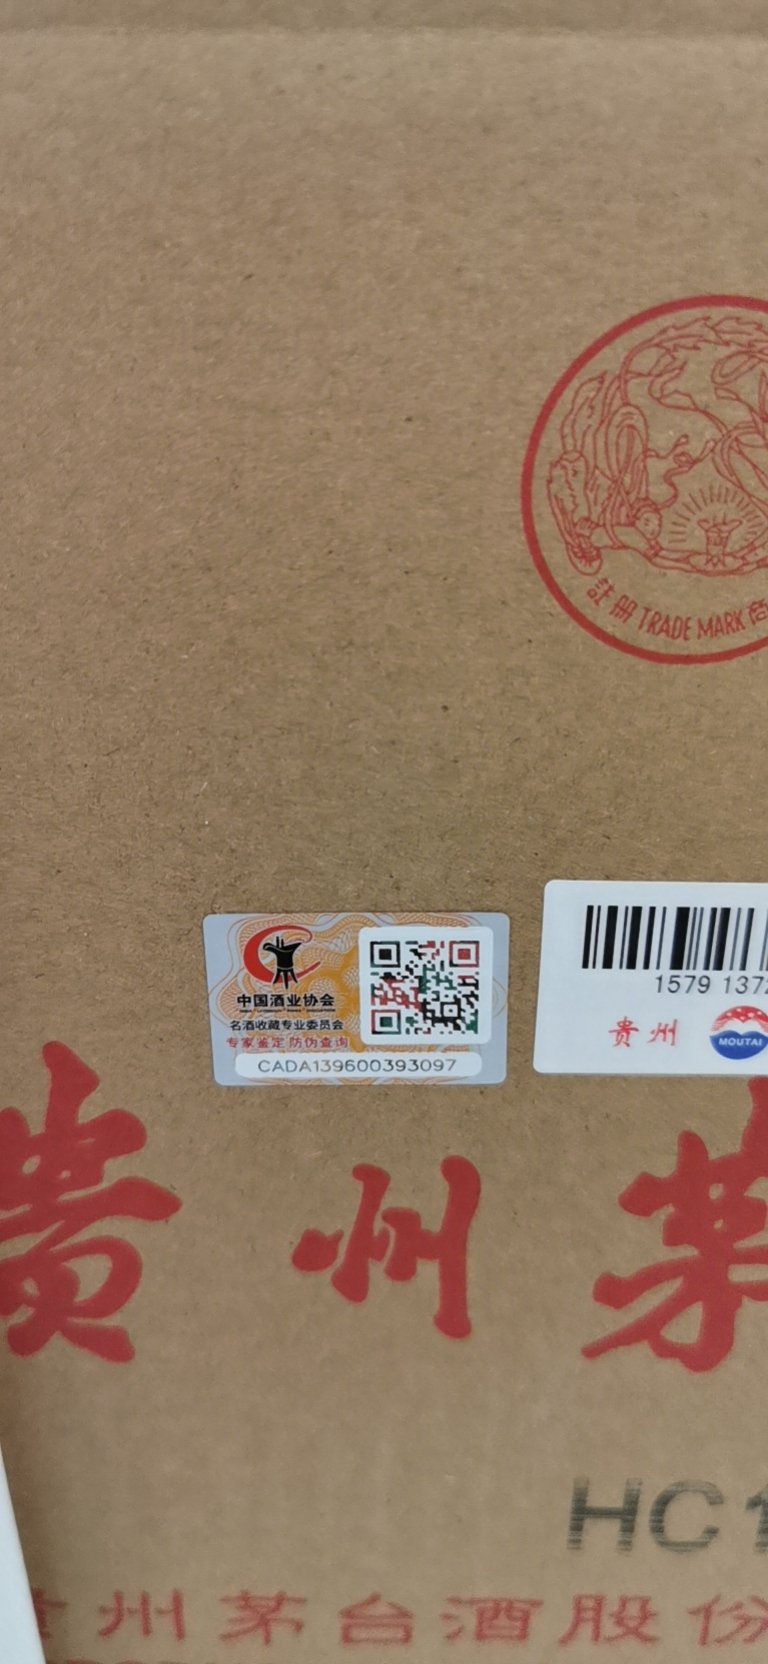 註册 TRADE MARK 商
中国酒业协会
名酒收藏专业委员会
专家鉴定 防伪查询
CADA139600393097
1579 1372
贵州 MOUTAI
贵州茅
HC1
州茅台酒股份